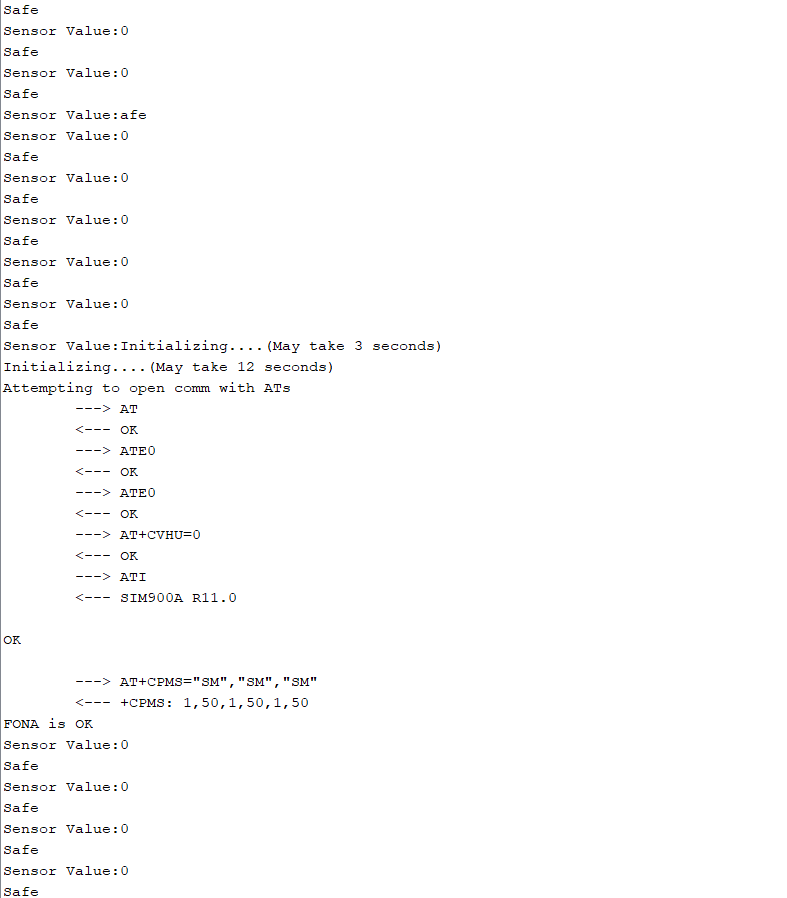 Safe
Sensor Value:0
Safe
Sensor Value:0
Safe
Sensor Value:afe
Sensor Value:0
Safe
Sensor Value:0
Safe
Sensor Value:0
Safe
Sensor Value:0
Safe
Sensor Value:0
Safe
Sensor Value:Initializing....(May take 3 seconds)
Initializing....(May take 12 seconds)
Attempting to open comm with ATs
---> AT
<--- OK
---> ATE0
<--- OK
---> ATE0
<--- OK
---> AT+CVHU=0
<--- OK
---> ATI
<--- SIM900A R11.0
OK
---> AT+CPMS="SM","SM","SM"
<--- +CPMS: 1,50,1,50,1,50
FONA is OK
Sensor Value:0
Safe
Sensor Value:0
Safe
Sensor Value:0
Safe
Sensor Value:0
Safe